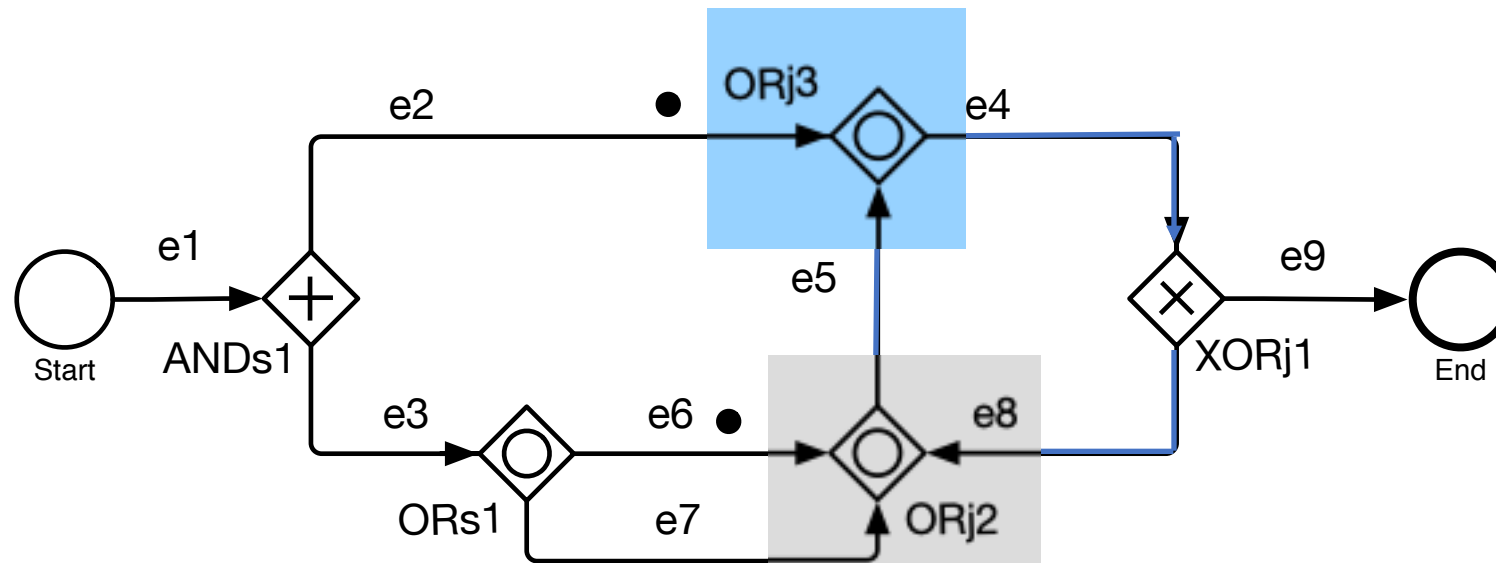 ORj3
e2
e4
e1
e9
e5
Start
ANDs1
XORj1
End
e3
e6
e8
ORs1
e7
ORj2